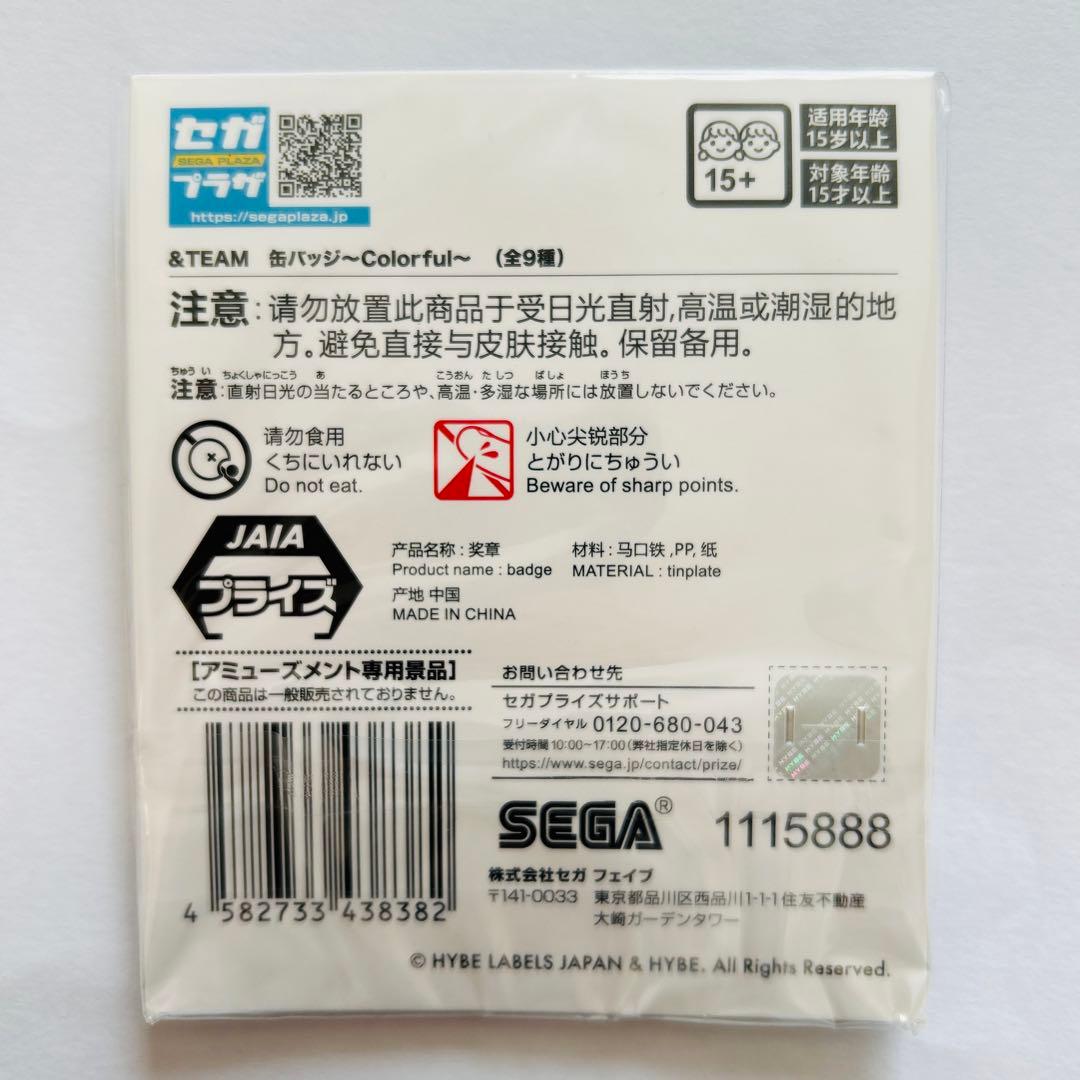 セガ
SEGA PLAZA
プラザ
https://segaplaza.jp
15+
适用年龄
15岁以上
対象年齢
15才以上
&TEAM 缶バッジ～Colorful～ （全9種）
注意：请勿放置此商品于受日光直射,高温或潮湿的地
方。避免直接与皮肤接触。保留备用。
ちゅうい ちょくしゃにっこう あ こうおん たしつ ばしょ ほうち
注意：直射日光の当たるところや、高温・多湿な場所には放置しないでください。
请勿食用
くちにいれない
Do not eat.
小心尖锐部分
とがりにちゅうい
Beware of sharp points.
JAIA
プライズ
产品名称：奖章
Product name : badge
产地 中国
MADE IN CHINA
材料：马口铁 ,PP, 纸
MATERIAL : tinplate
［アミューズメント専用景品］
この商品は一般販売されておりません。
お問い合わせ先
セガプライズサポート
フリーダイヤル 0120-680-043
受付時間 10:00~17:00（弊社指定休日を除く）
https://www.sega.jp/contact/prize/
HYBE
SEGA®
1115888
株式会社セガ フェイブ
〒141-0033 東京都品川区西品川1-1-1住友不動産
大崎ガーデンタワー
4 582733 438382
© HYBE LABELS JAPAN & HYBE. All Rights Reserved.